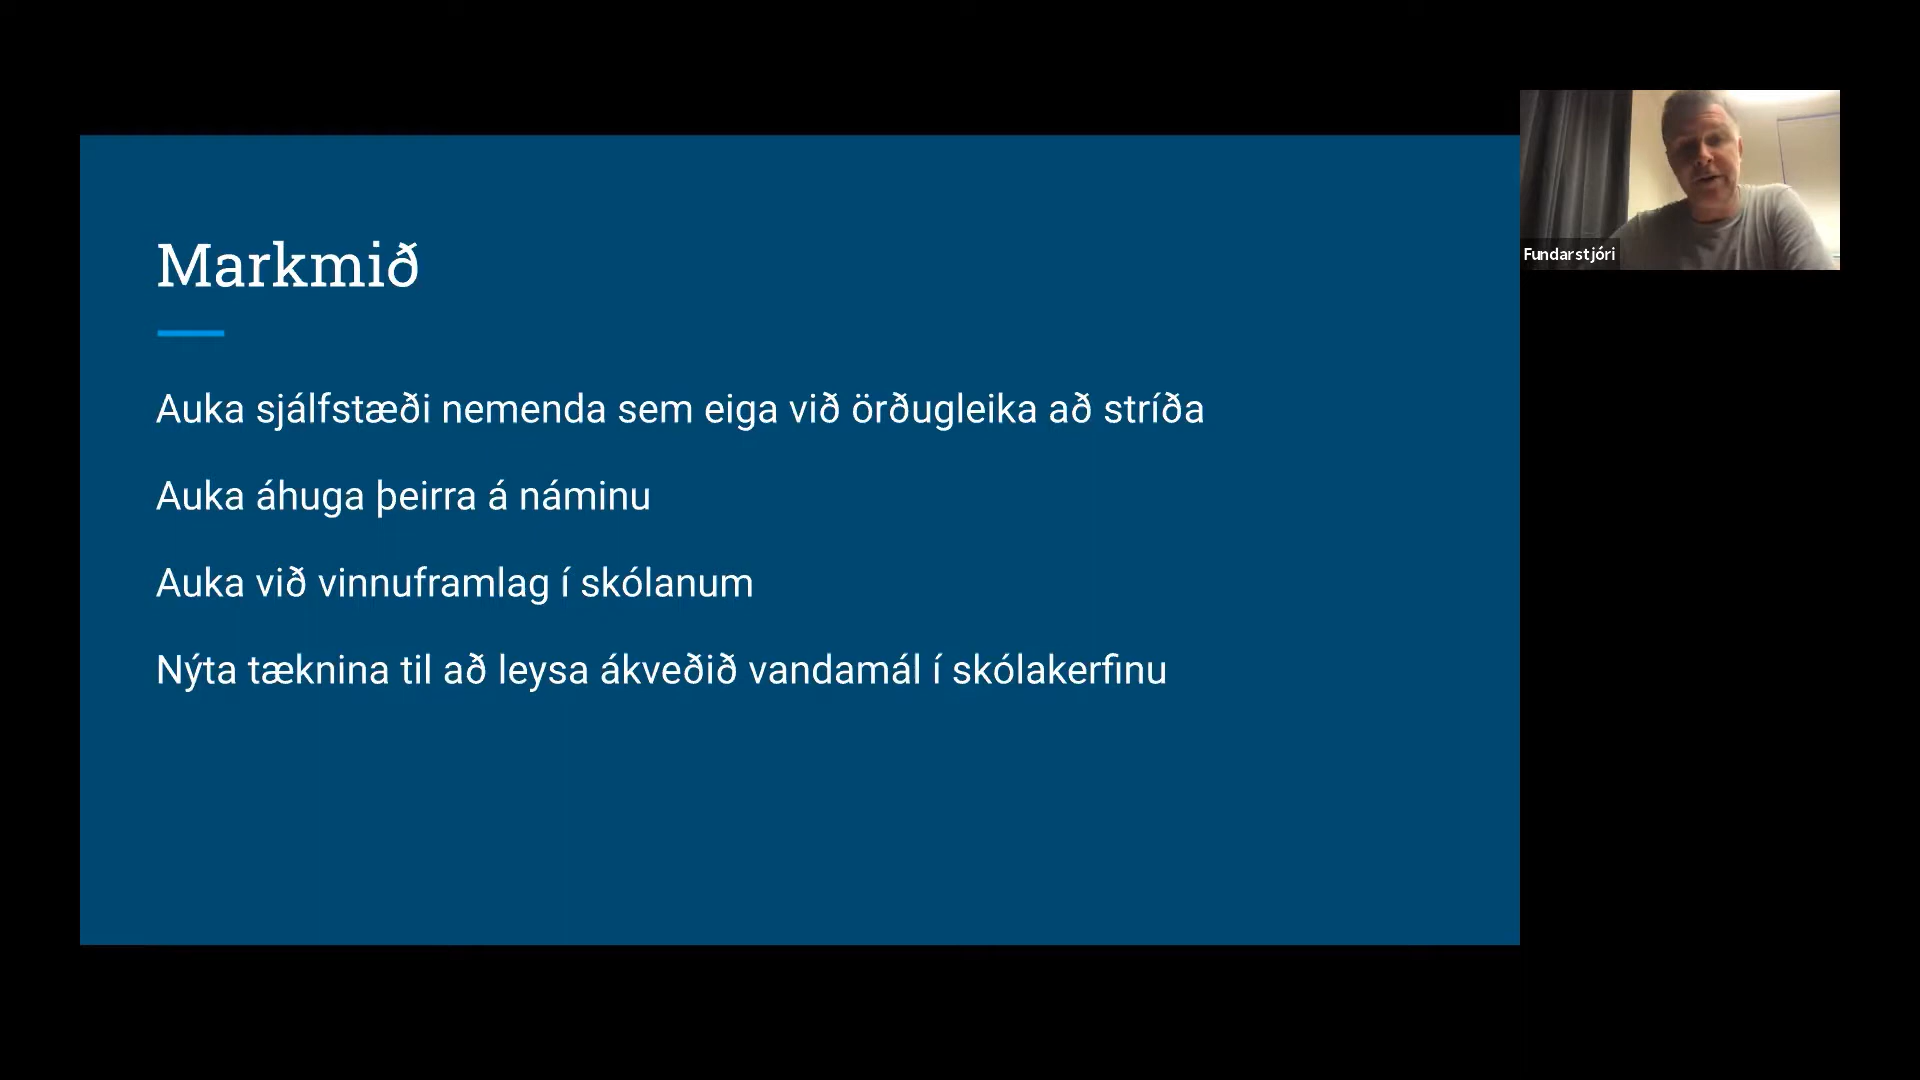 Markmið
Auka sjálfstæði nemenda sem eiga við örðugleika að stríða
Auka áhuga þeirra á náminu
Auka við vinnuframlag í skólanum
Nýta tæknina til að leysa ákveðið vandamál í skólakerfinu
Fundarstjóri